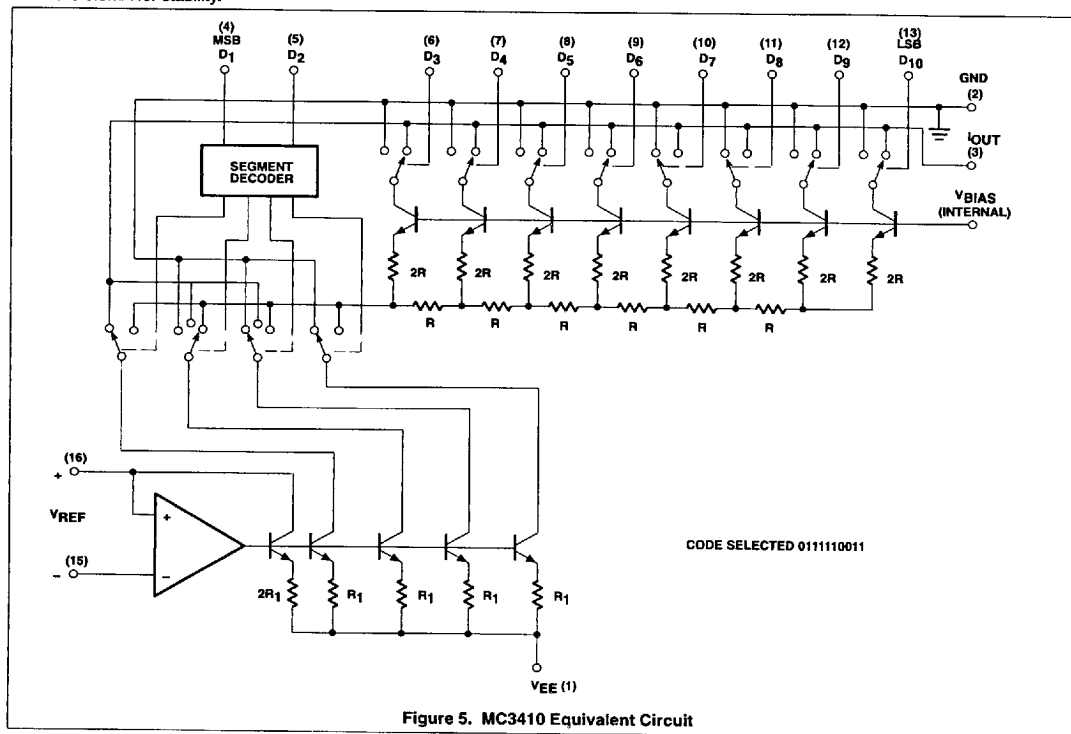 (4) (5) (6) (7) (8) (9) (10) (11) (12) (13)
MSB LSB
D1 D2 D3 D4 D5 D6 D7 D8 D9 D10
GND
(2)
IOUT
(3)
SEGMENT
DECODER
VBIAS
(INTERNAL)
2R 2R 2R 2R 2R 2R 2R 2R
R R R R R R
(16)
+
VREF
+
−
(15)
−
CODE SELECTED 0111110011
2R1 R1 R1 R1 R1
VEE (1)
Figure 5. MC3410 Equivalent Circuit